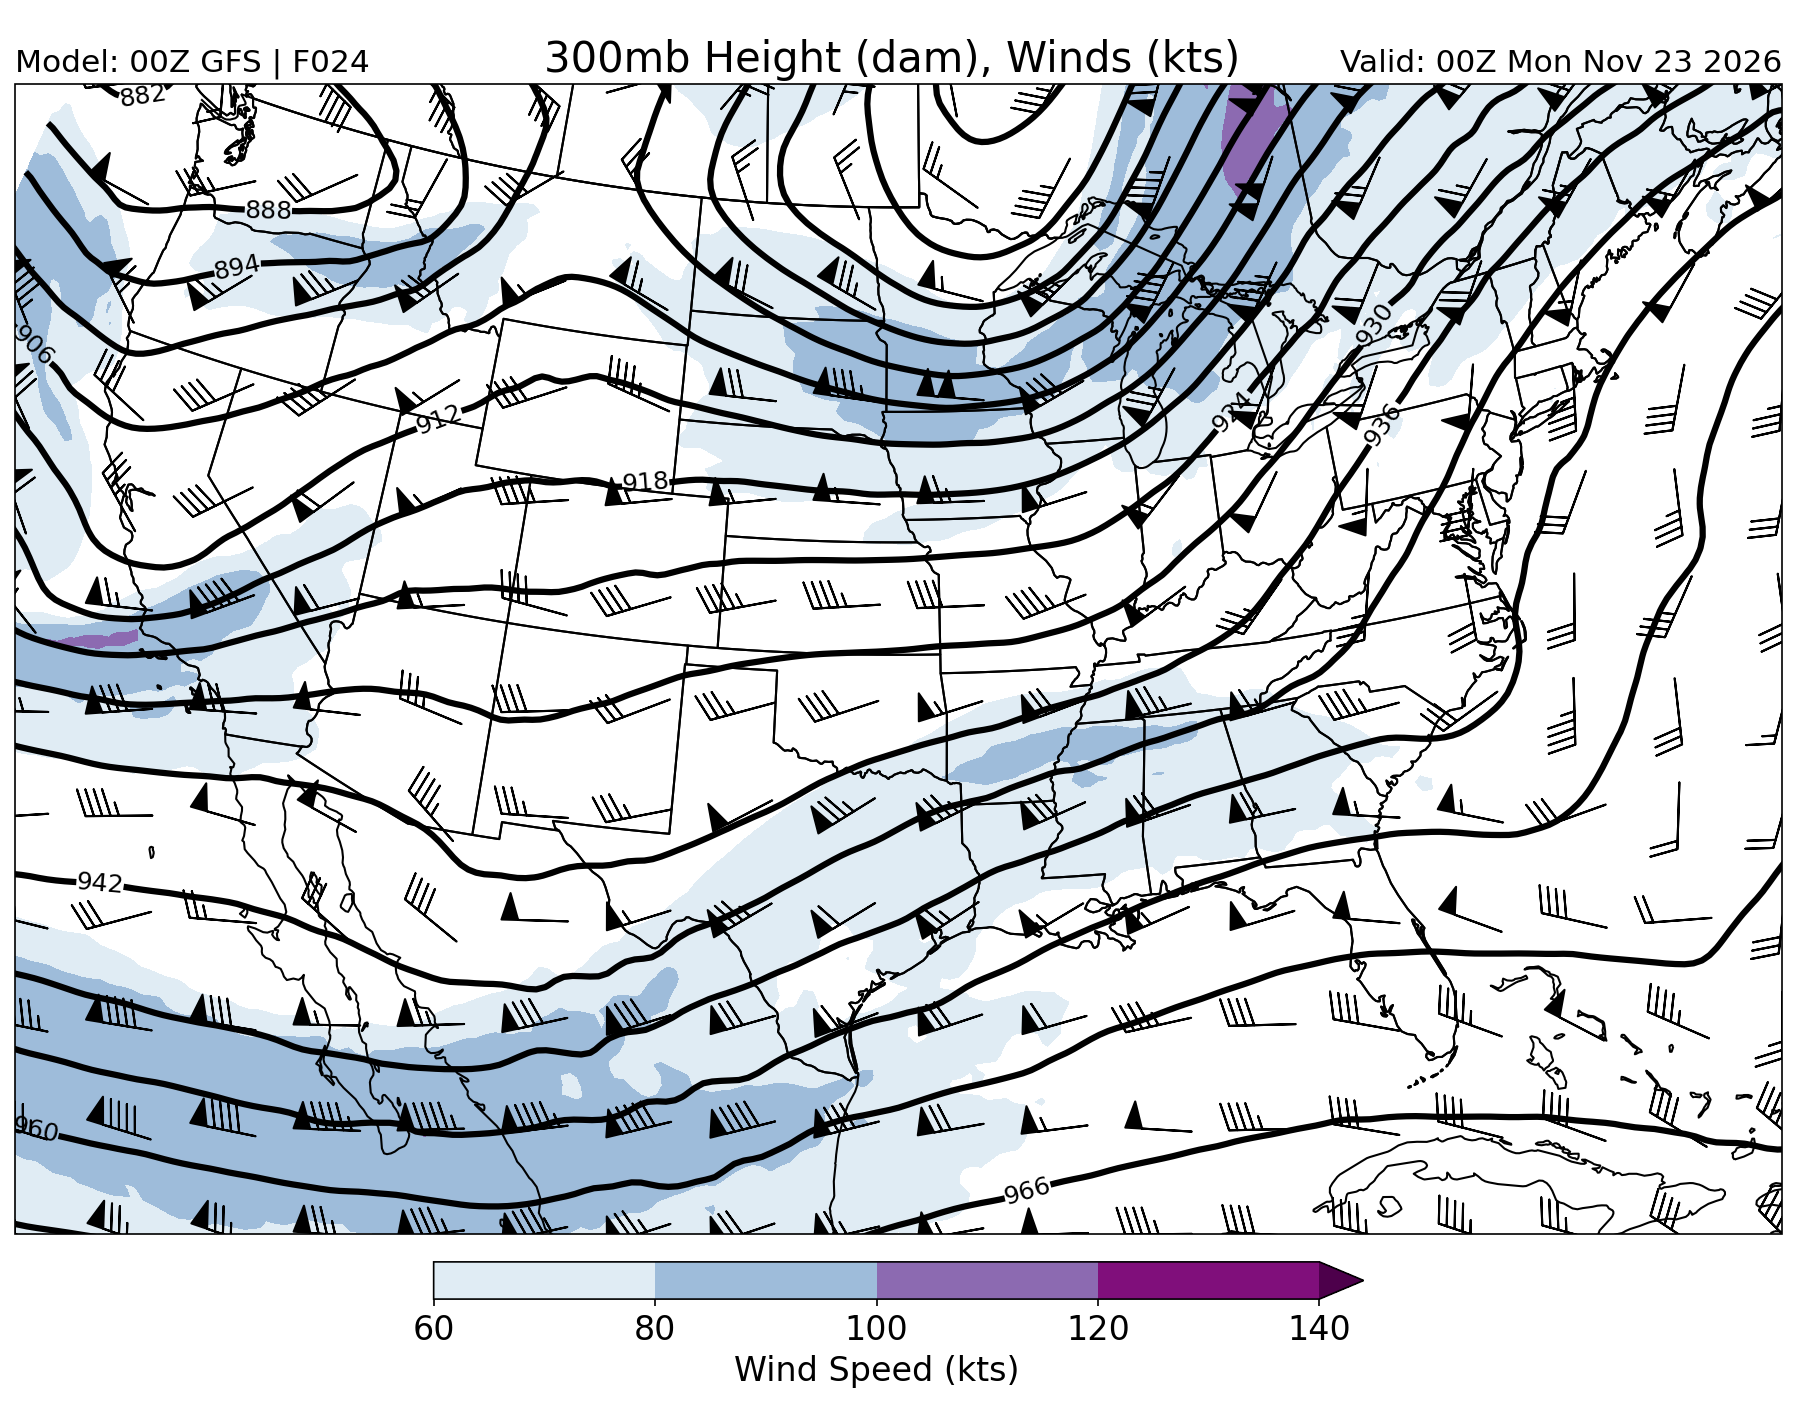 Model: 00Z GFS | F024
300mb Height (dam), Winds (kts)
Valid: 00Z Mon Nov 23 2026
882
888
894
906
930
912
924
936
918
942
960
966
60 80 100 120 140
Wind Speed (kts)